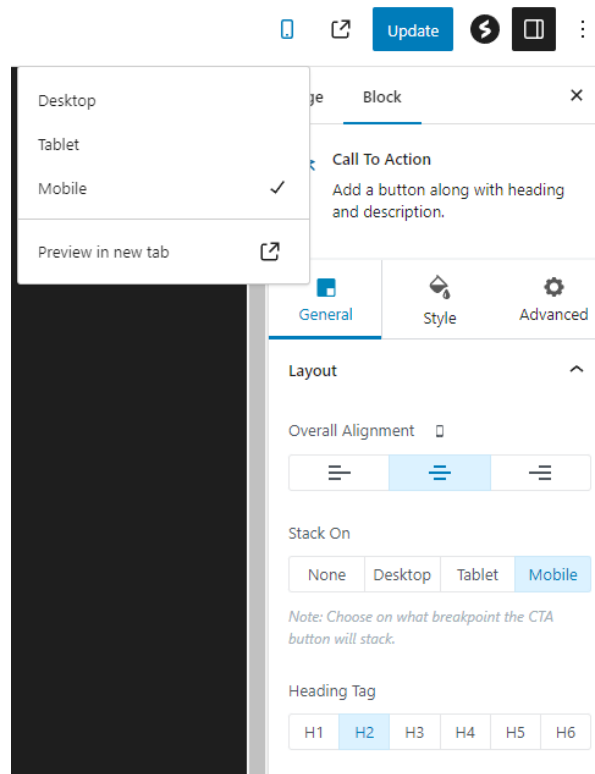 Update
Desktop
Tablet
Mobile
Preview in new tab
ge
Block
Call To Action
Add a button along with heading
and description.
General
Style
Advanced
Layout
Overall Alignment
Stack On
None
Desktop
Tablet
Mobile
Note: Choose on what breakpoint the CTA
button will stack.
Heading Tag
H1
H2
H3
H4
H5
H6